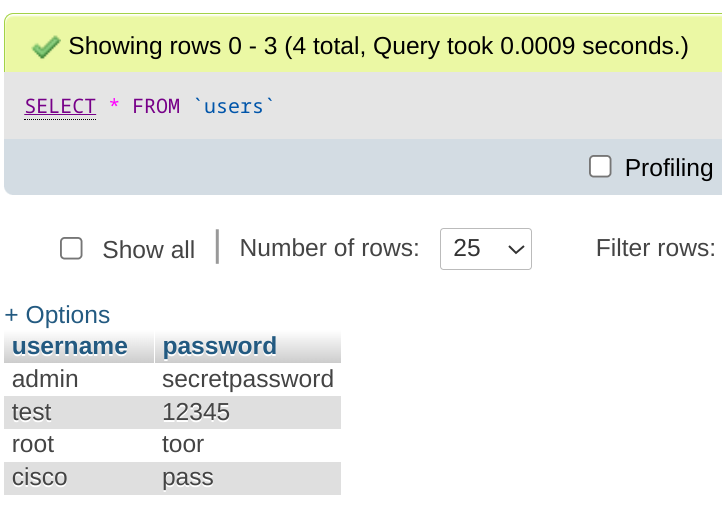 Showing rows 0 - 3 (4 total, Query took 0.0009 seconds.)
SELECT * FROM `users`
Profiling
Show all | Number of rows: 25 Filter rows:
+ Options
username password
admin secretpassword
test 12345
root toor
cisco pass